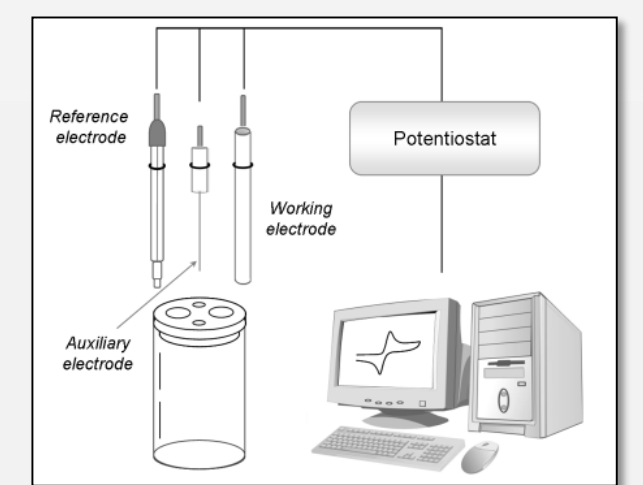 Reference
electrode
Potentiostat
Working
electrode
Auxiliary
electrode